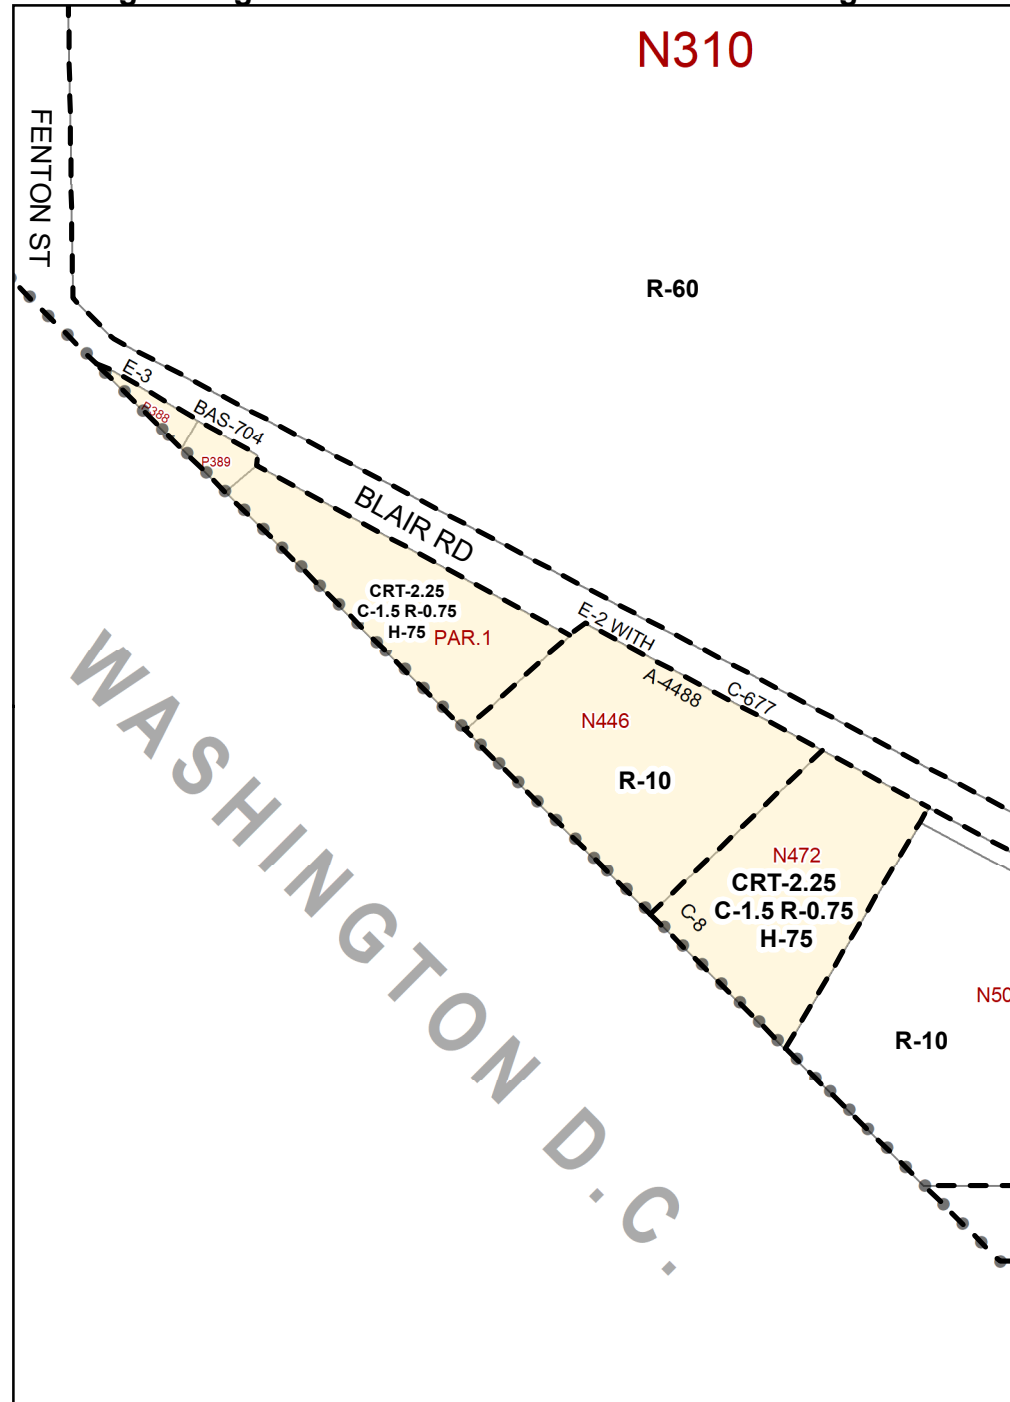 N310
FENTON ST
R-60
E-3
P388
BAS-704
P389
BLAIR RD
CRT-2.25
C-1.5 R-0.75
H-75
PAR.1
E-2 WITH
A-4488
C-677
N446
R-10
N472
CRT-2.25
C-1.5 R-0.75
H-75
C-8
WASHINGTON D.C.
N50
R-10